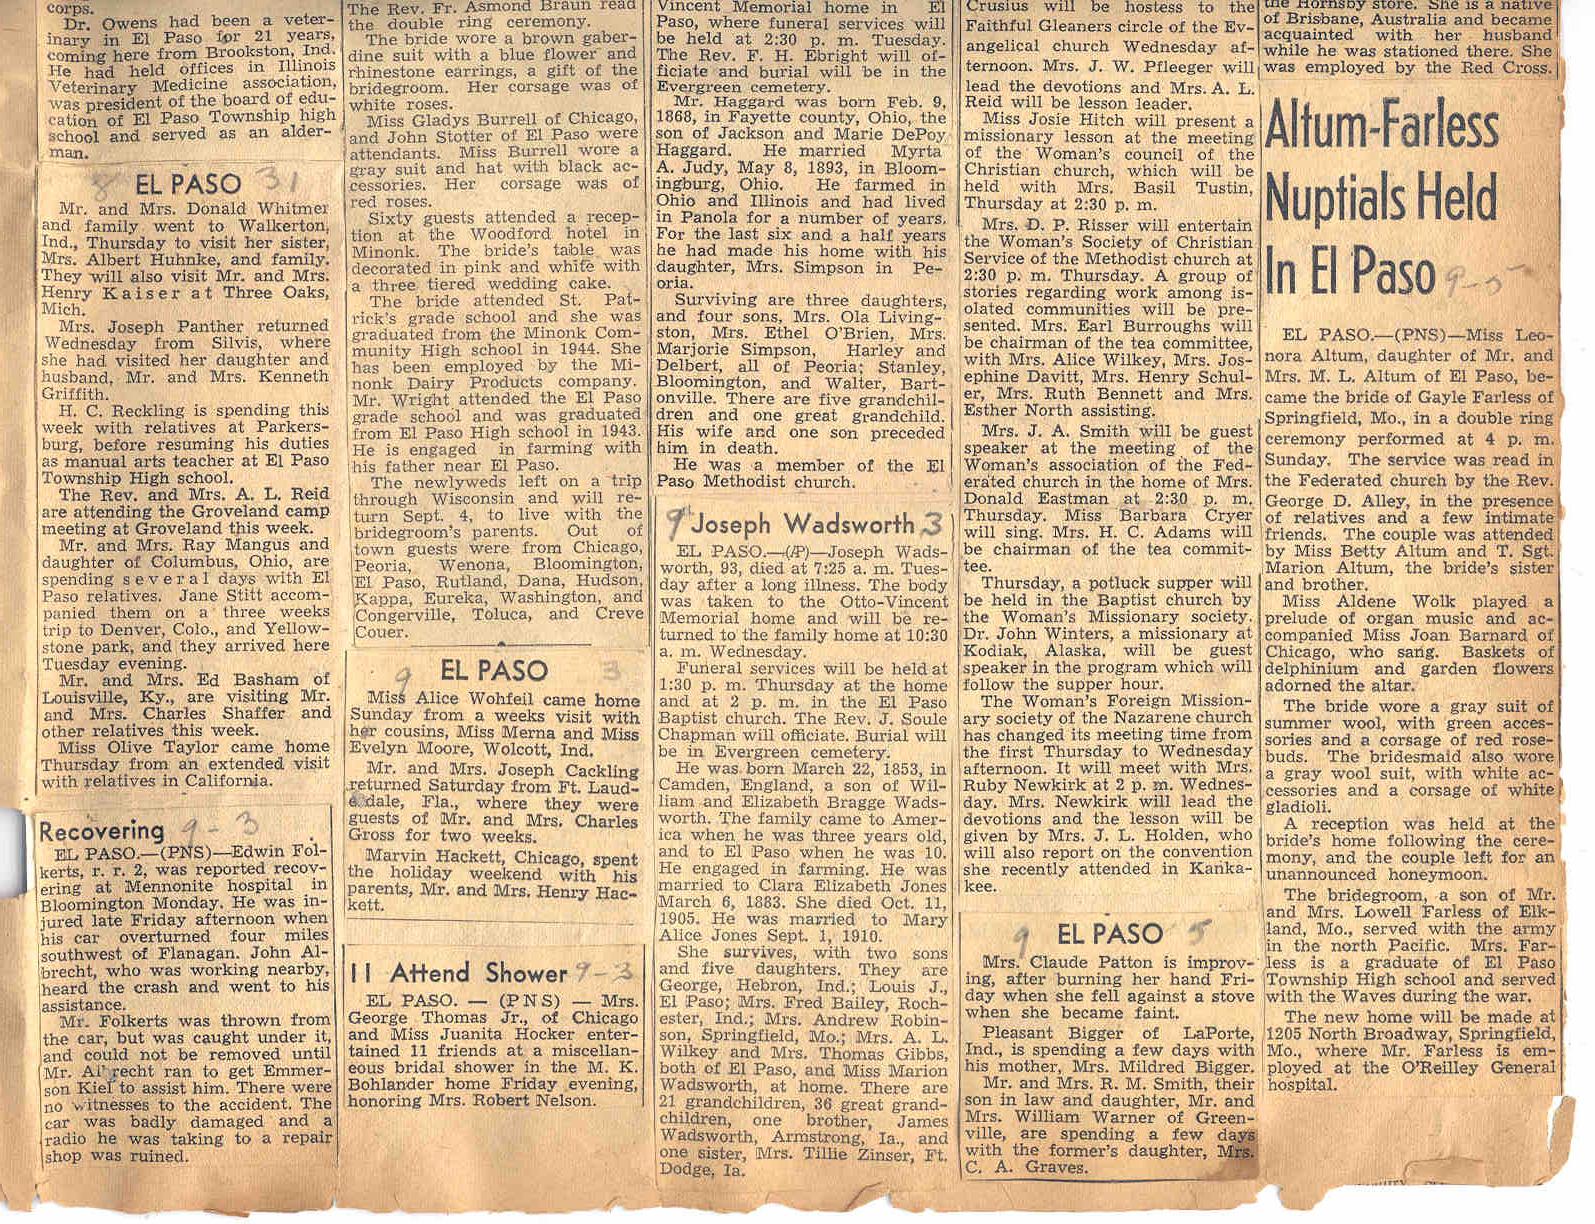 corps.
Dr. Owens had been a veter-
inary in El Paso for 21 years,
coming here from Brookston, Ind.
He had held offices in Illinois
Veterinary Medicine association,
was president of the board of edu-
cation of El Paso Township high
school and served as an alder-
man.
8 EL PASO 31
Mr. and Mrs. Donald Whitmer
and family went to Walkerton,
Ind., Thursday to visit her sister,
Mrs. Albert Huhnke, and family.
They will also visit Mr. and Mrs.
Henry Kaiser at Three Oaks,
Mich.
Mrs. Joseph Panther returned
Wednesday from Silvis, where
she had visited her daughter and
husband, Mr. and Mrs. Kenneth
Griffith.
H. C. Reckling is spending this
week with relatives at Parkers-
burg, before resuming his duties
as manual arts teacher at El Paso
Township High school.
The Rev. and Mrs. A. L. Reid
are attending the Groveland camp
meeting at Groveland this week.
Mr. and Mrs. Ray Mangus and
daughter of Columbus, Ohio, are
spending several days with El
Paso relatives. Jane Stitt accom-
panied them on a three weeks
trip to Denver, Colo., and Yellow-
stone park, and they arrived here
Tuesday evening.
Mr. and Mrs. Ed Basham of
Louisville, Ky., are visiting Mr.
and Mrs. Charles Shaffer and
other relatives this week.
Miss Olive Taylor came home
Thursday from an extended visit
with relatives in California.
Recovering 9-3
EL PASO.—(PNS)—Edwin Fol-
kerts, r. r. 2, was reported recov-
ering at Mennonite hospital in
Bloomington Monday. He was in-
jured late Friday afternoon when
his car overturned four miles
southwest of Flanagan. John Al-
brecht, who was working nearby,
heard the crash and went to his
assistance.
Mr. Folkerts was thrown from
the car, but was caught under it,
and could not be removed until
Mr. Albrecht ran to get Emmer-
son Kief to assist him. There were
no witnesses to the accident. The
car was badly damaged and a
radio he was taking to a repair
shop was ruined.
The Rev. Fr. Asmond Braun read
the double ring ceremony.
The bride wore a brown gaber-
dine suit with a blue flower and
rhinestone earrings, a gift of the
bridegroom. Her corsage was of
white roses.
Miss Gladys Burrell of Chicago,
and John Stotter of El Paso were
attendants. Miss Burrell wore a
gray suit and hat with black ac-
cessories. Her corsage was of
red roses.
Sixty guests attended a recep-
tion at the Woodford hotel in
Minonk. The bride's table was
decorated in pink and white with
a three tiered wedding cake.
The bride attended St. Pat-
rick's grade school and she was
graduated from the Minonk Com-
munity High school in 1944. She
has been employed by the Mi-
nonk Dairy Products company.
Mr. Wright attended the El Paso
grade school and was graduated
from El Paso High school in 1943.
He is engaged in farming with
his father near El Paso.
The newlyweds left on a trip
through Wisconsin and will re-
turn Sept. 4, to live with the
bridegroom's parents. Out of
town guests were from Chicago,
Peoria, Wenona, Bloomington,
El Paso, Rutland, Dana, Hudson,
Kappa, Eureka, Washington, and
Congerville, Toluca, and Creve
Couer.
9 EL PASO 3
Miss Alice Wohfeil came home
Sunday from a weeks visit with
her cousins, Miss Merna and Miss
Evelyn Moore, Wolcott, Ind.
Mr. and Mrs. Joseph Cackling
returned Saturday from Ft. Laud-
erdale, Fla., where they were
guests of Mr. and Mrs. Charles
Gross for two weeks.
Marvin Hackett, Chicago, spent
the holiday weekend with his
parents, Mr. and Mrs. Henry Hac-
kett.
11 Attend Shower 9-3
EL PASO. — (PNS) — Mrs.
George Thomas Jr., of Chicago
and Miss Juanita Hocker enter-
tained 11 friends at a miscellan-
eous bridal shower in the M. K.
Bohlander home Friday evening,
honoring Mrs. Robert Nelson.
Vincent Memorial home in El
Paso, where funeral services will
be held at 2:30 p. m. Tuesday.
The Rev. F. H. Ebright will of-
ficiate and burial will be in the
Evergreen cemetery.
Mr. Haggard was born Feb. 9,
1868, in Fayette county, Ohio, the
son of Jackson and Marie DePoy
Haggard. He married Myrta
A. Judy, May 8, 1893, in Bloom-
ingburg, Ohio. He farmed in
Ohio and Illinois and had lived
in Panola for a number of years.
For the last six and a half years
he had made his home with his
daughter, Mrs. Simpson in Pe-
oria.
Surviving are three daughters,
and four sons, Mrs. Ola Living-
ston, Mrs. Ethel O'Brien, Mrs.
Marjorie Simpson, Harley and
Delbert, all of Peoria; Stanley,
Bloomington, and Walter, Bart-
onville. There are five grandchil-
dren and one great grandchild.
His wife and one son preceded
him in death.
He was a member of the El
Paso Methodist church.
9 Joseph Wadsworth 3
EL PASO.—(AP)—Joseph Wads-
worth, 93, died at 7:25 a. m. Tues-
day after a long illness. The body
was taken to the Otto-Vincent
Memorial home and will be re-
turned to the family home at 10:30
a. m. Wednesday.
Funeral services will be held at
1:30 p. m. Thursday at the home
and at 2 p. m. in the El Paso
Baptist church. The Rev. J. Soule
Chapman will officiate. Burial will
be in Evergreen cemetery.
He was born March 22, 1853, in
Camden, England, a son of Wil-
liam and Elizabeth Bragge Wads-
worth. The family came to Amer-
ica when he was three years old,
and to El Paso when he was 10.
He engaged in farming. He was
married to Clara Elizabeth Jones
March 6, 1883. She died Oct. 11,
1905. He was married to Mary
Alice Jones Sept. 1, 1910.
She survives, with two sons
and five daughters. They are
George, Hebron, Ind.; Louis J.,
El Paso; Mrs. Fred Bailey, Roch-
ester, Ind.; Mrs. Andrew Robin-
son, Springfield, Mo.; Mrs. A. L.
Wilkey and Mrs. Thomas Gibbs,
both of El Paso, and Miss Marion
Wadsworth, at home. There are
21 grandchildren, 36 great grand-
children, one brother, James
Wadsworth, Armstrong, Ia., and
one sister, Mrs. Tillie Zinser, Ft.
Dodge, Ia.
Crusius will be hostess to the
Faithful Gleaners circle of the Ev-
angelical church Wednesday af-
ternoon. Mrs. J. W. Pfleeger will
lead the devotions and Mrs. A. L.
Reid will be lesson leader.
Miss Josie Hitch will present a
missionary lesson at the meeting
of the Woman's council of the
Christian church, which will be
held with Mrs. Basil Tustin,
Thursday at 2:30 p. m.
Mrs. D. P. Risser will entertain
the Woman's Society of Christian
Service of the Methodist church at
2:30 p. m. Thursday. A group of
stories regarding work among is-
olated communities will be pre-
sented. Mrs. Earl Burroughs will
be chairman of the tea committee,
with Mrs. Alice Wilkey, Mrs. Jos-
ephine Davitt, Mrs. Henry Schul-
er, Mrs. Ruth Bennett and Mrs.
Esther North assisting.
Mrs. J. A. Smith will be guest
speaker at the meeting of the
Woman's association of the Fed-
erated church in the home of Mrs.
Donald Eastman at 2:30 p. m.
Thursday. Miss Barbara Cryer
will sing. Mrs. H. C. Adams will
be chairman of the tea commit-
tee.
Thursday, a potluck supper will
be held in the Baptist church by
the Woman's Missionary society.
Dr. John Winters, a missionary at
Kodiak, Alaska, will be guest
speaker in the program which will
follow the supper hour.
The Woman's Foreign Mission-
ary society of the Nazarene church
has changed its meeting time from
the first Thursday to Wednesday
afternoon. It will meet with Mrs.
Ruby Newkirk at 2 p. m. Wednes-
day. Mrs. Newkirk will lead the
devotions and the lesson will be
given by Mrs. J. L. Holden, who
will also report on the convention
she recently attended in Kanka-
kee.
9 EL PASO 5
Mrs. Claude Patton is improv-
ing, after burning her hand Fri-
day when she fell against a stove
when she became faint.
Pleasant Bigger of LaPorte,
Ind., is spending a few days with
his mother, Mrs. Mildred Bigger.
Mr. and Mrs. R. M. Smith, their
son in law and daughter, Mr. and
Mrs. William Warner of Green-
ville, are spending a few days
with the former's daughter, Mrs.
C. A. Graves.
the Hornsby store. She is a native
of Brisbane, Australia and became
acquainted with her husband
while he was stationed there. She
was employed by the Red Cross.
Altum-Farless
Nuptials Held
In El Paso 9-5
EL PASO.—(PNS)—Miss Leo-
nora Altum, daughter of Mr. and
Mrs. M. L. Altum of El Paso, be-
came the bride of Gayle Farless of
Springfield, Mo., in a double ring
ceremony performed at 4 p. m.
Sunday. The service was read in
the Federated church by the Rev.
George D. Alley, in the presence
of relatives and a few intimate
friends. The couple was attended
by Miss Betty Altum and T. Sgt.
Marion Altum, the bride's sister
and brother.
Miss Aldene Wolk played a
prelude of organ music and ac-
companied Miss Joan Barnard of
Chicago, who sang. Baskets of
delphinium and garden flowers
adorned the altar.
The bride wore a gray suit of
summer wool, with green acces-
sories and a corsage of red rose-
buds. The bridesmaid also wore
a gray wool suit, with white ac-
cessories and a corsage of white
gladioli.
A reception was held at the
bride's home following the cere-
mony, and the couple left for an
unannounced honeymoon.
The bridegroom, a son of Mr.
and Mrs. Lowell Farless of Elk-
land, Mo., served with the army
in the north Pacific. Mrs. Far-
less is a graduate of El Paso
Township High school and served
with the Waves during the war.
The new home will be made at
1205 North Broadway, Springfield,
Mo., where Mr. Farless is em-
ployed at the O'Reilley General
hospital.